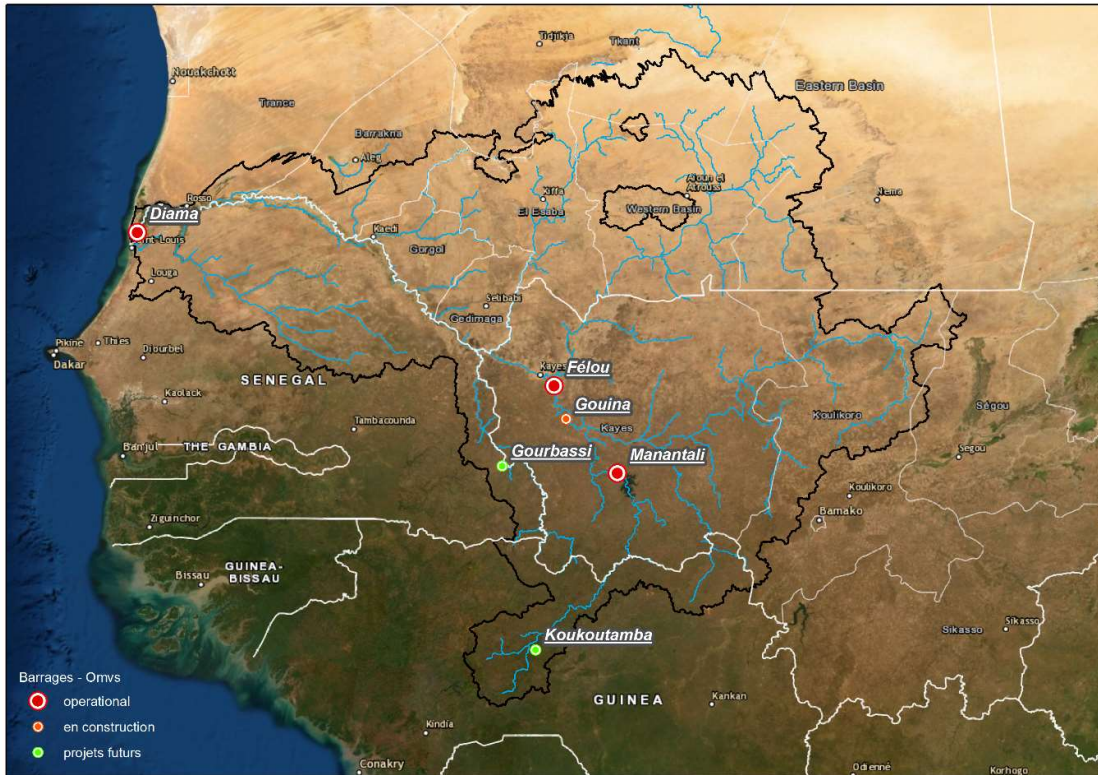 Tidjikja
Tkant
Nouakchott
Eastern Basin
Trance
Barrakna
Aleg
Kiffa
El Esaba
Aioun el
Atrouss
Western Basin
Nema
Rosso
Diama
Saint-Louis
Kaedi
Gorgol
Louga
Selibabi
Gedimaga
Pikine
Thies
Dakar
Diourbel
Kayes
Félou
Gouina
SENEGAL
Kaolack
Tambacounda
Kayes
Koulikoro
Ségou
Ségou
Banjul
THE GAMBIA
Gourbassi
Manantali
Koulikoro
Bamako
Ziguinchor
Bissau
GUINEA-
BISSAU
Koukoutamba
Sikasso
Sikasso
GUINEA
Kankan
Kindia
Conakry
Odienné
Korhogo
Barrages - Omvs
operational
en construction
projets futurs